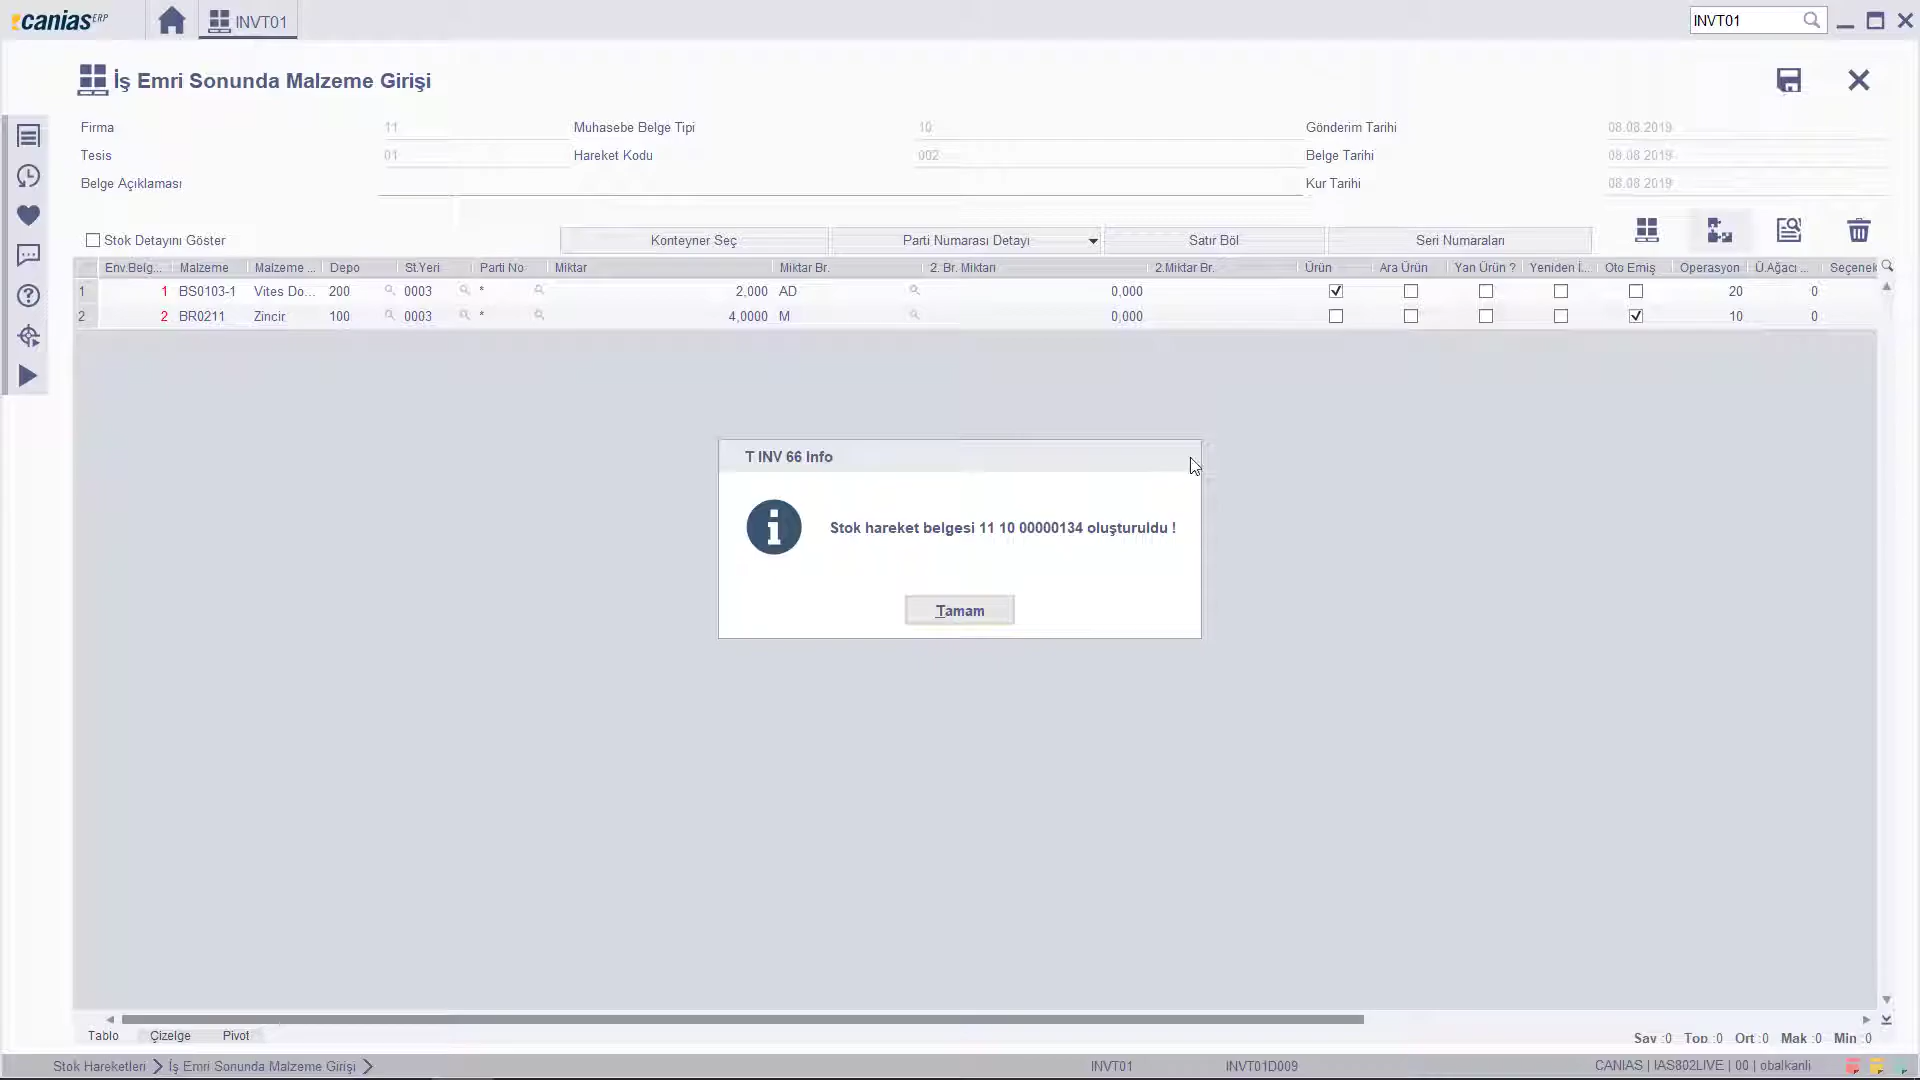 canias ERP
INVT01
INVT01
İş Emri Sonunda Malzeme Girişi
Firma 11 Muhasebe Belge Tipi 10 Gönderim Tarihi 08.08.2019
Tesis 01 Hareket Kodu 002 Belge Tarihi 08.08.2019
Belge Açıklaması Kur Tarihi 08.08.2019
Stok Detayını Göster Konteyner Seç Parti Numarası Detayı Satır Böl Seri Numaraları
Env.Belg... Malzeme Malzeme ... Depo St.Yeri Parti No Miktar Miktar Br. 2. Br. Miktarı 2.Miktar Br. Ürün Ara Ürün Yan Ürün ? Yeniden İ... Oto Emiş Operasyon Ü.Ağacı ... Seçenek
1 1 BS0103-1 Vites Do... 200 0003 * 2,000 AD 0,000 20 0
2 2 BR0211 Zincir 100 0003 * 4,0000 M 0,000 10 0
T INV 66 Info
Stok hareket belgesi 11 10 00000134 oluşturuldu !
Tamam
Tablo Çizelge Pivot
Say :0 Top :0 Ort :0 Mak :0 Min :0
Stok Hareketleri İş Emri Sonunda Malzeme Girişi INVT01 INVT01D009 CANIAS | IAS802LIVE | 00 | obalkanli